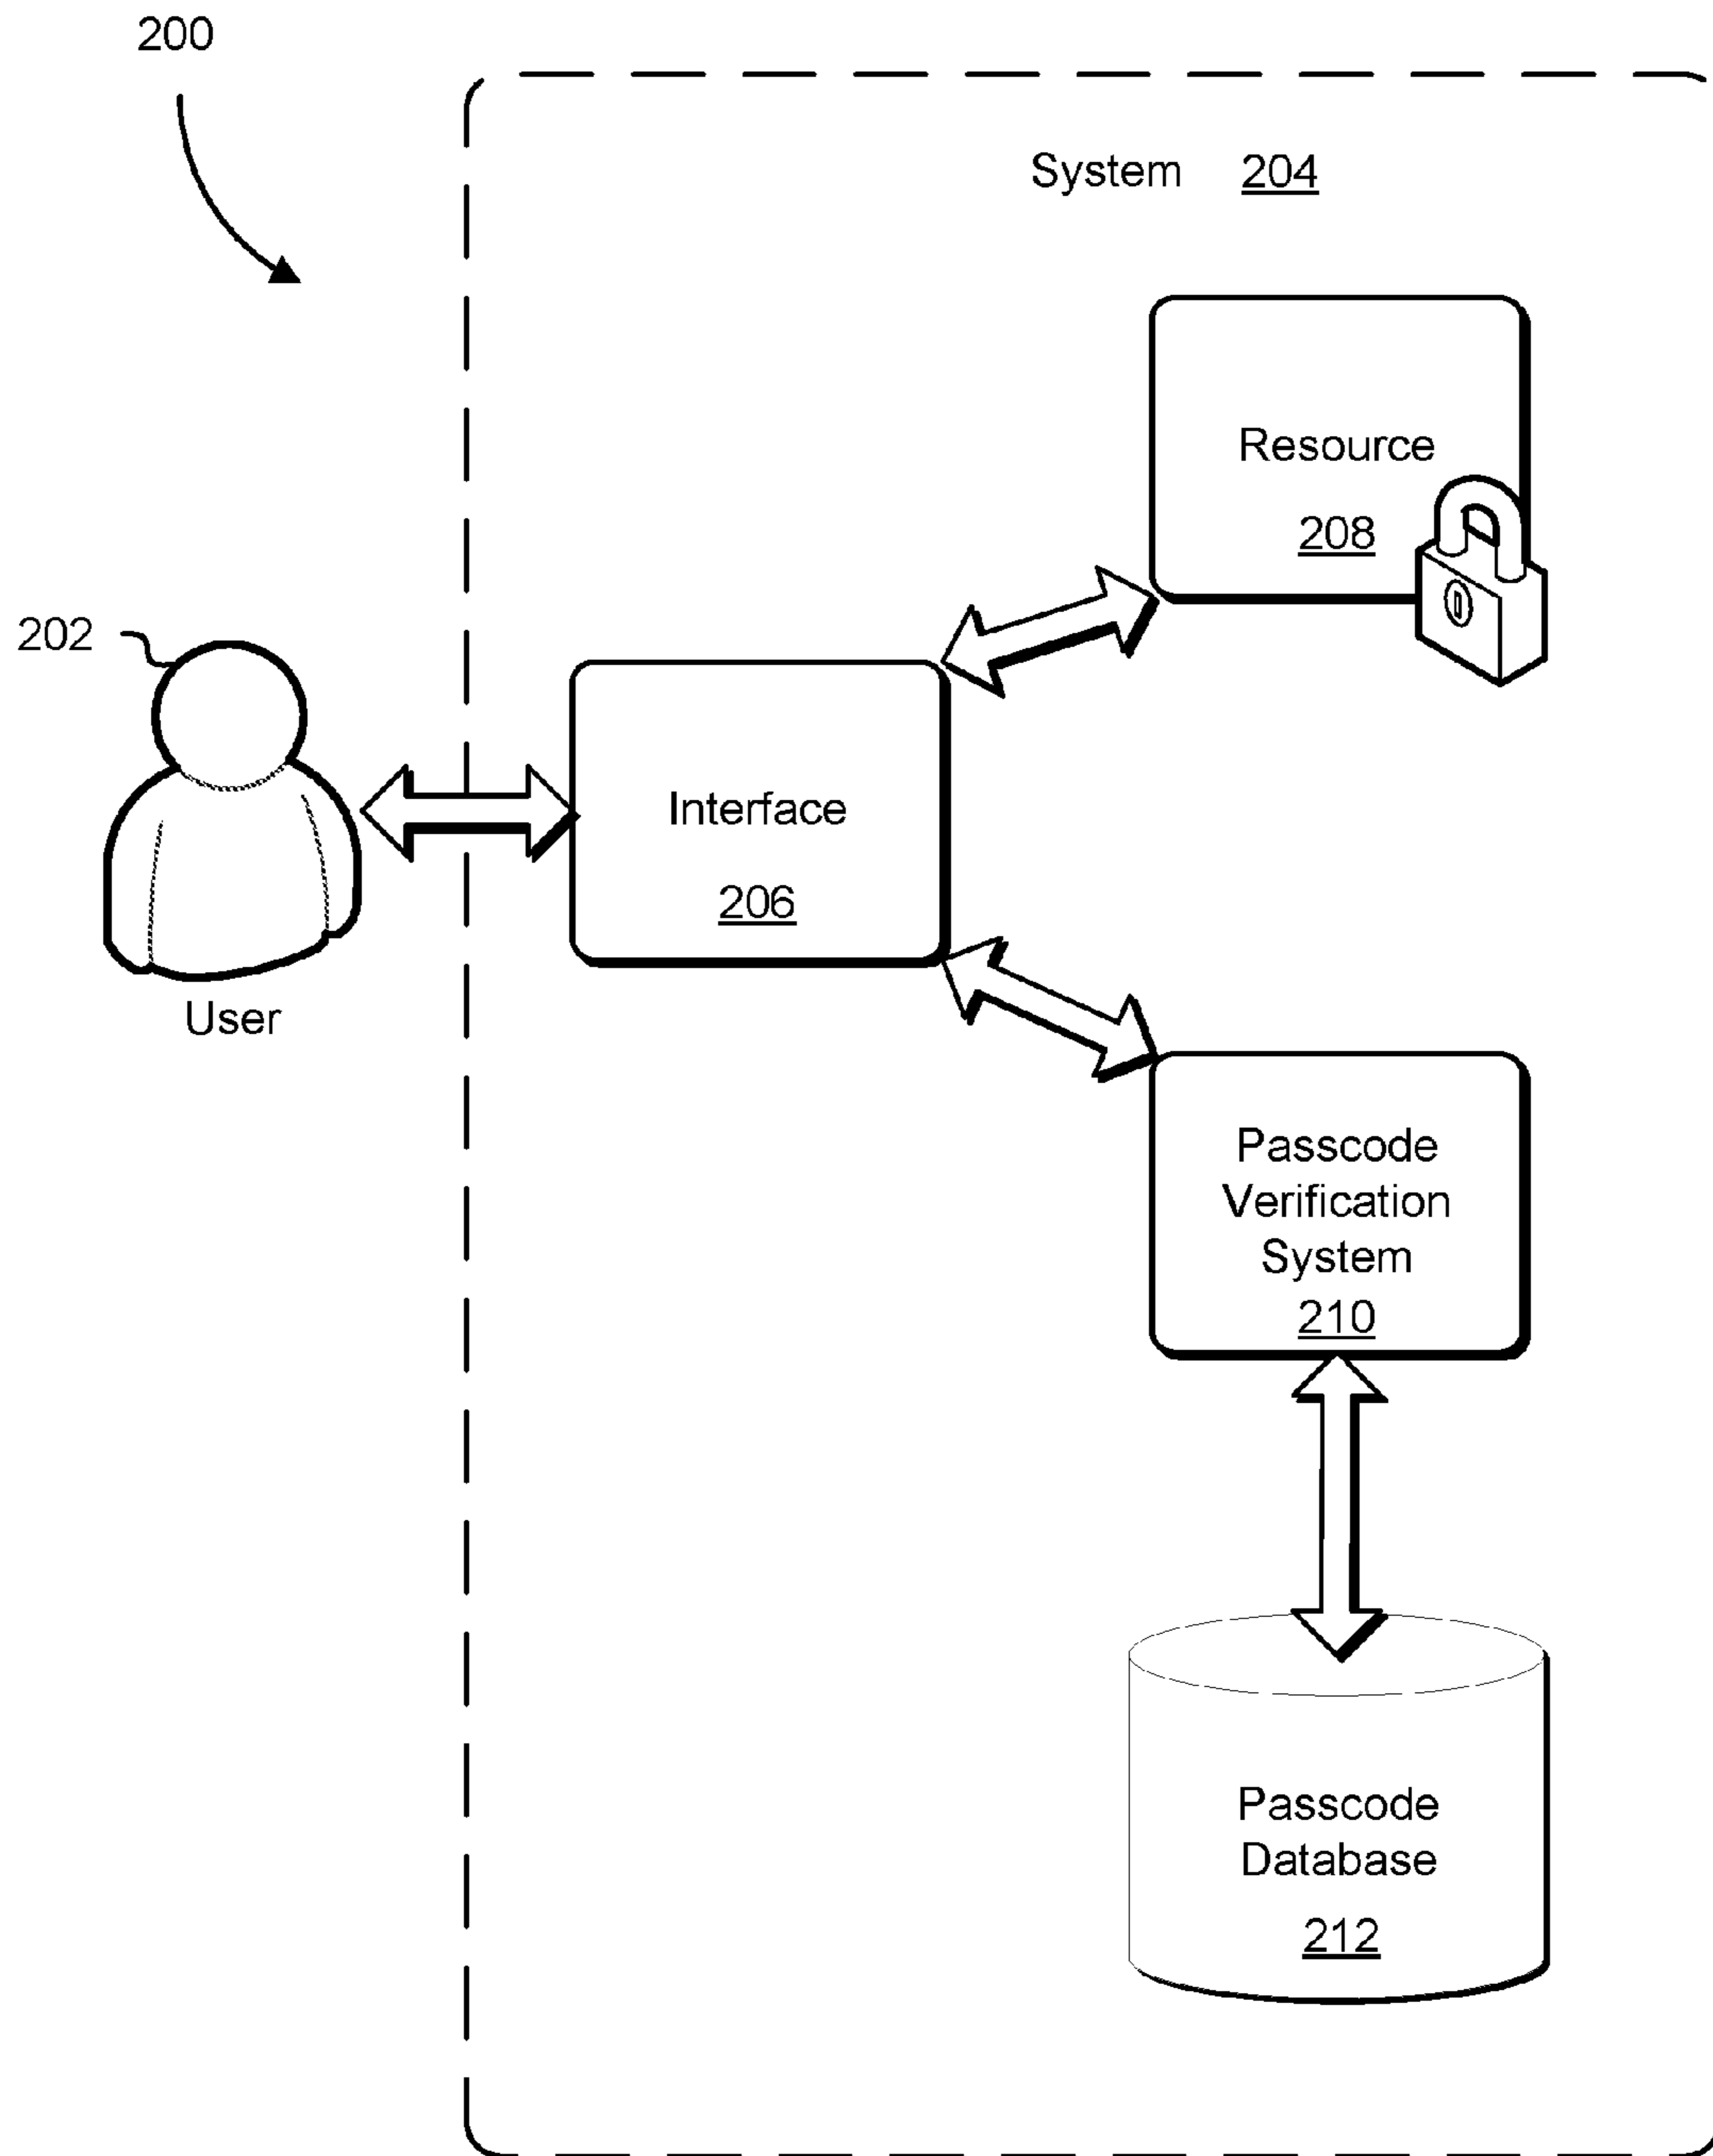 200
System 204
Resource
208
202
Interface
206
User
Passcode
Verification
System
210
Passcode
Database
212